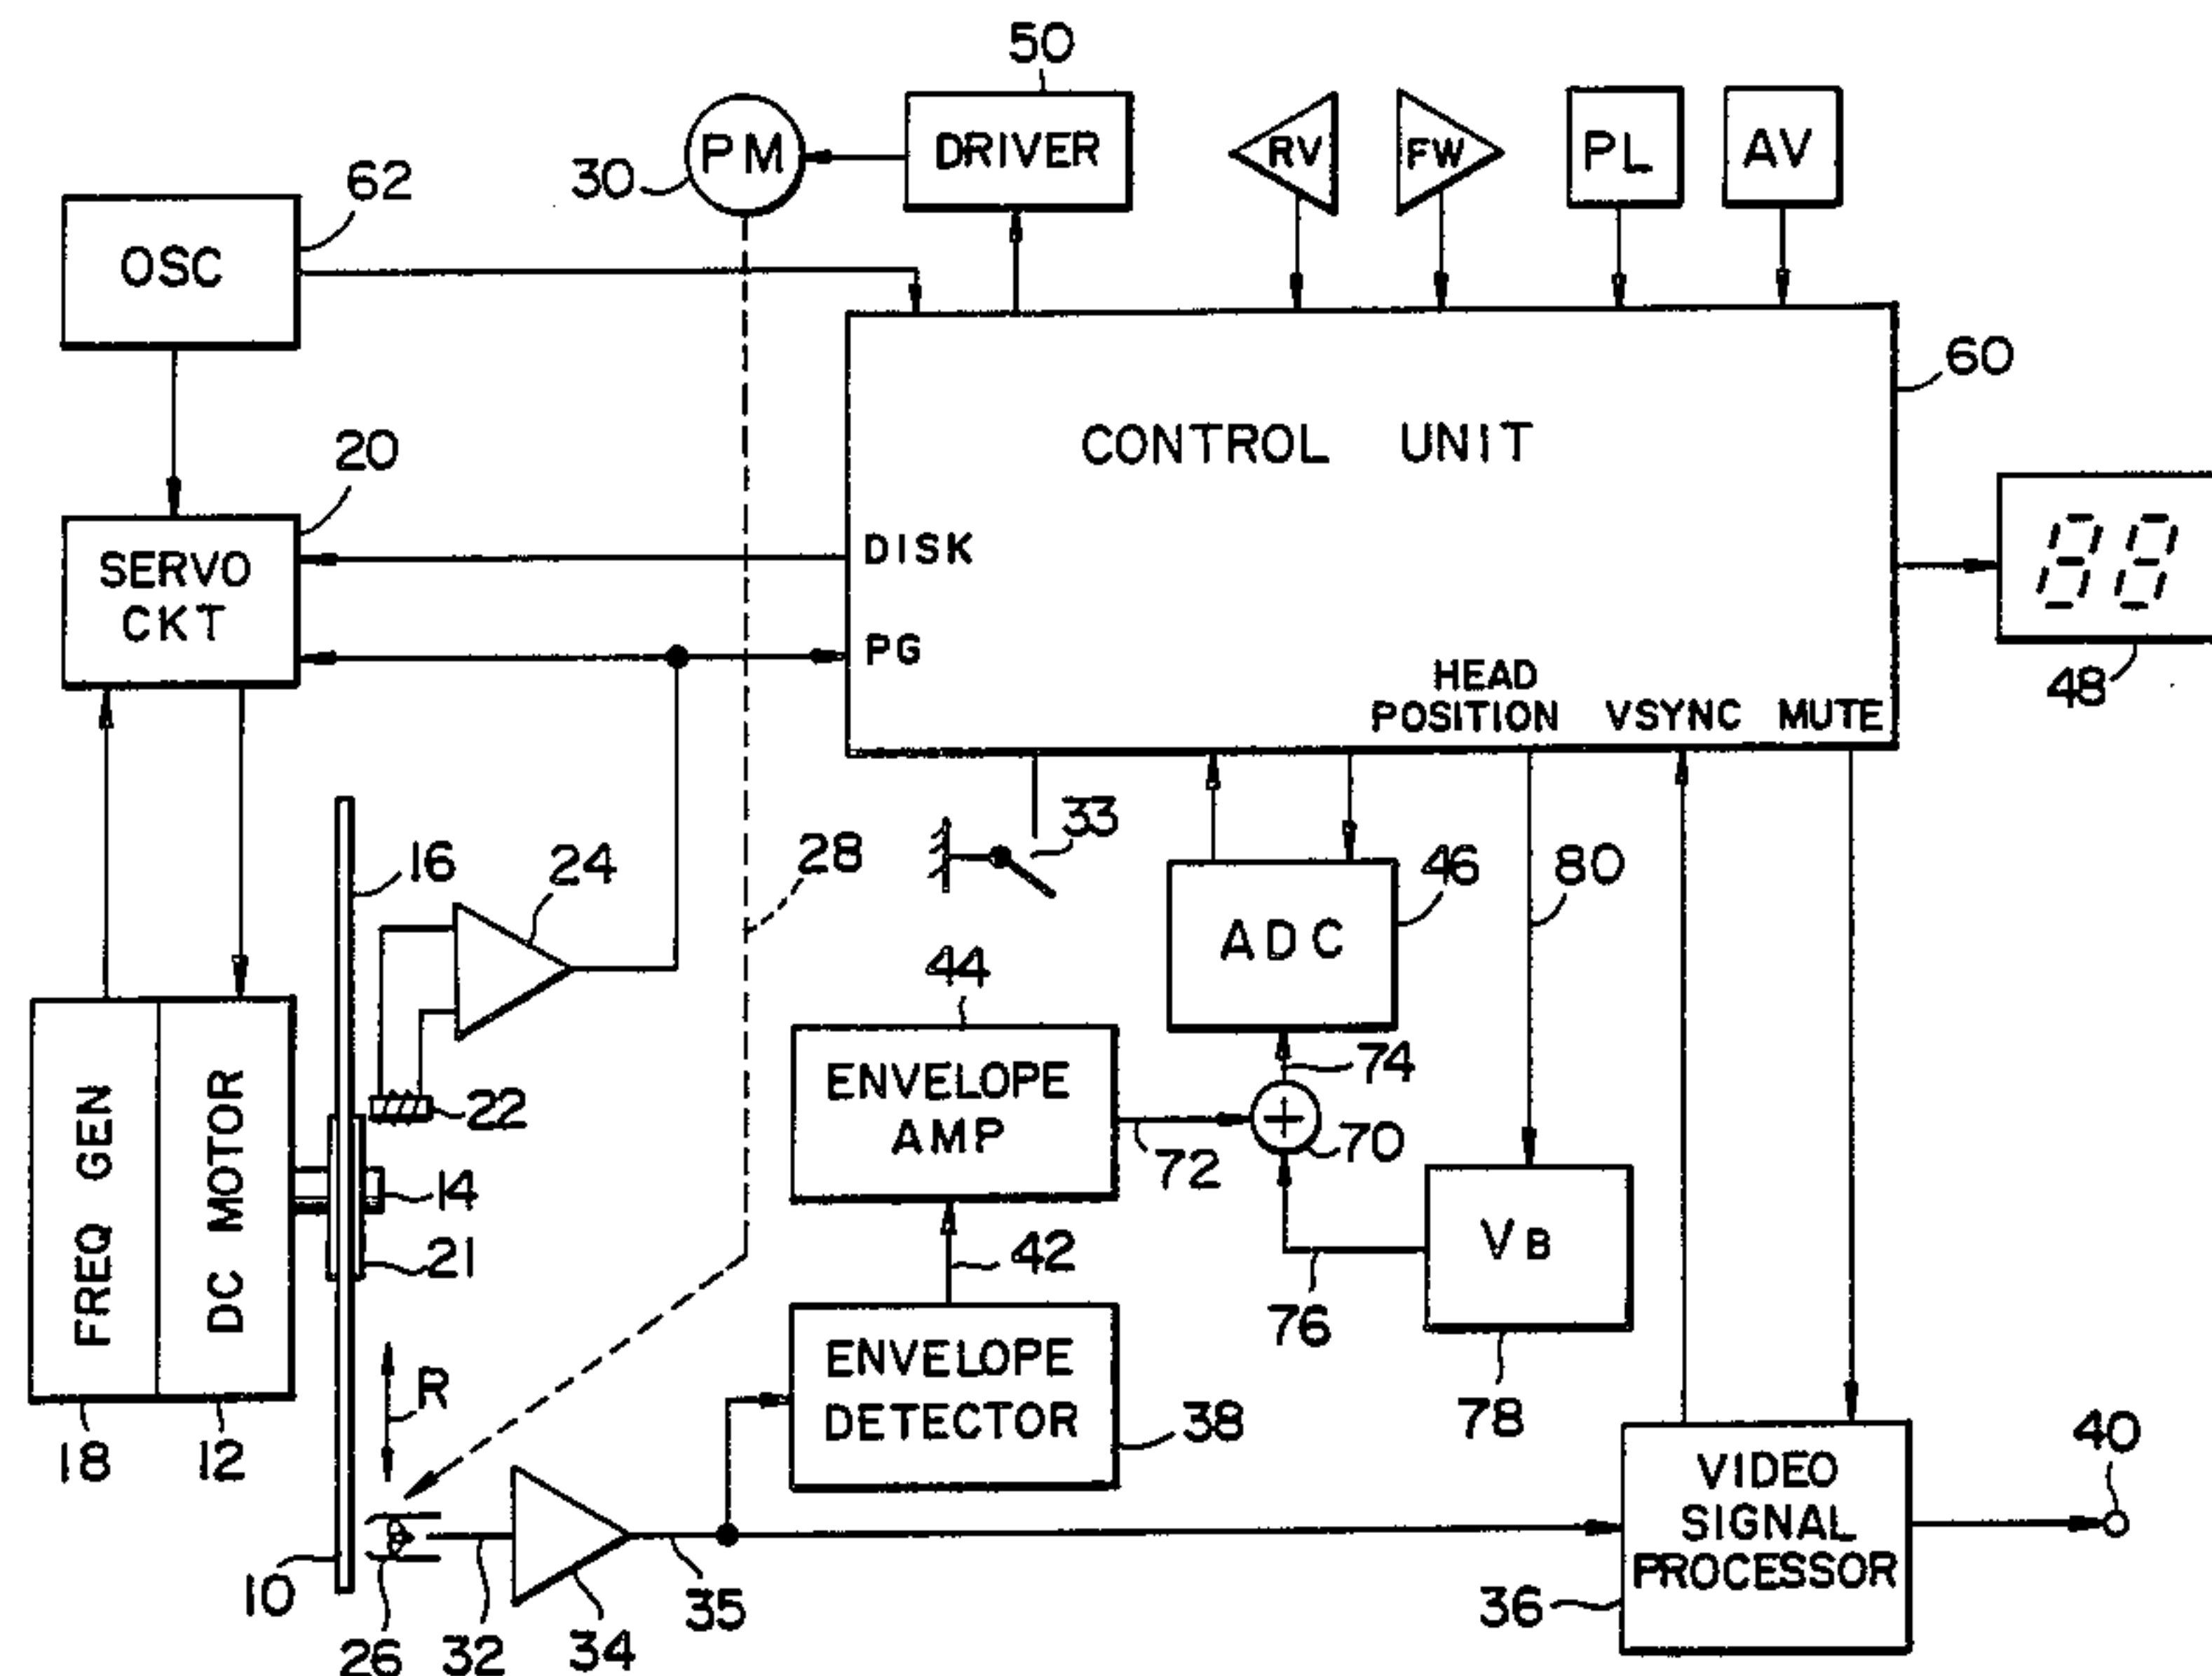 50
PM
DRIVER
RV
FW
PL
AV
62
30
OSC
60
CONTROL UNIT
20
SERVO
CKT
DISK
PG
HEAD
POSITION
VSYNC
MUTE
48
33
16
24
28
46
80
ADC
44
ENVELOPE
AMP
74
22
72
70
FREQ GEN
DC MOTOR
14
21
42
VB
76
ENVELOPE
DETECTOR
R
78
38
40
18
12
VIDEO
SIGNAL
PROCESSOR
10
26
32
34
35
36
88